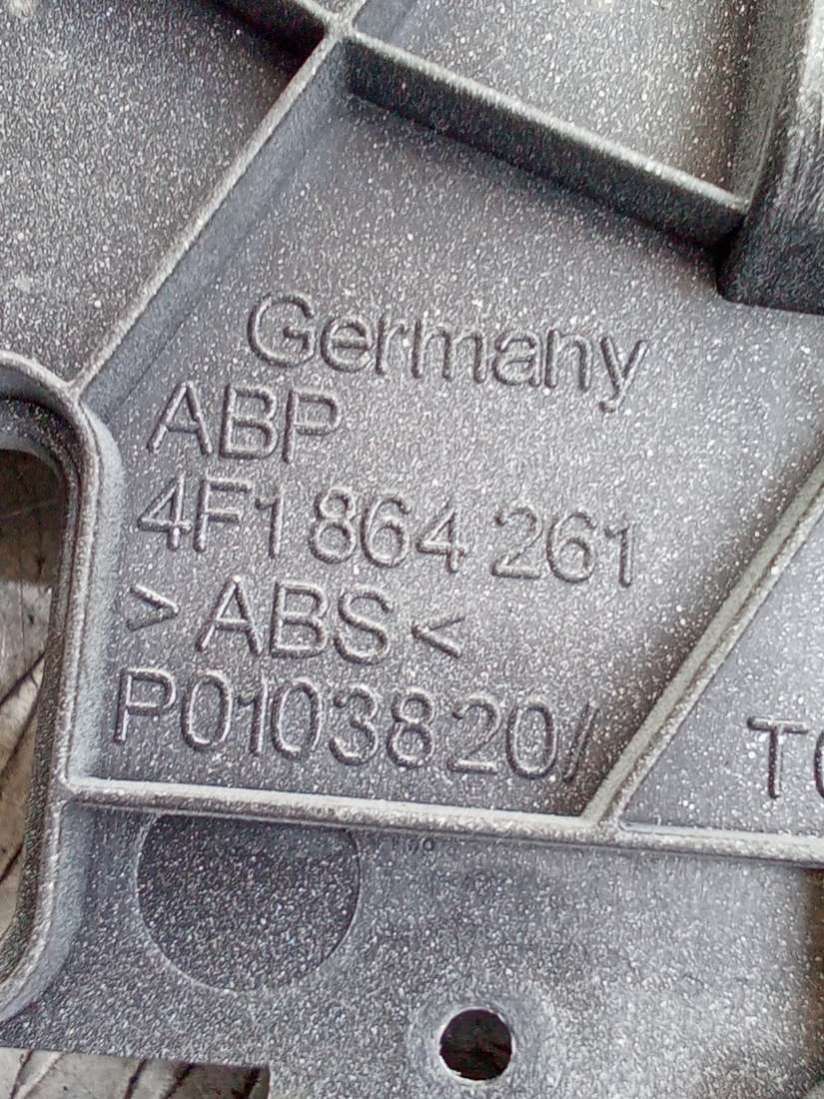 Germany
ABP
4F1 864 261
>ABS<
P0103820/